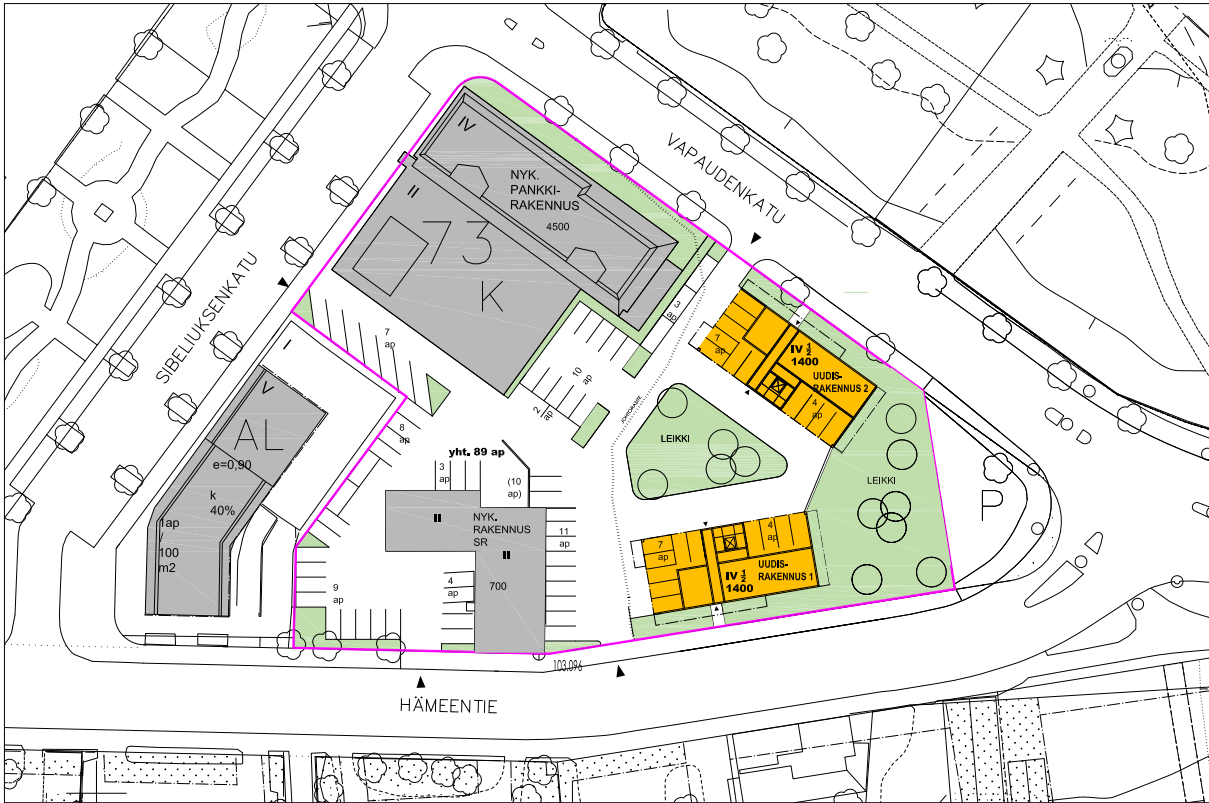 VAPAUDENKATU
SIBELIUKSENKATU
HÄMEENTIE
IV
NYK.
PANKKI-
RAKENNUS
4500
II
73
K
3
ap
7
ap
10
ap
2
ap
8
ap
I
V
AL
e=0,90
k
40%
1ap
/
100
m2
yht. 89 ap
3
ap
(10
ap)
II
NYK.
RAKENNUS
SR
II
700
11
ap
4
ap
9
ap
7
ap
IV ½
1400
UUDIS-
RAKENNUS 2
4
ap
LEIKKI
LEIKKI
P
7
ap
4
ap
IV ½
1400
UUDIS-
RAKENNUS 1
103.096